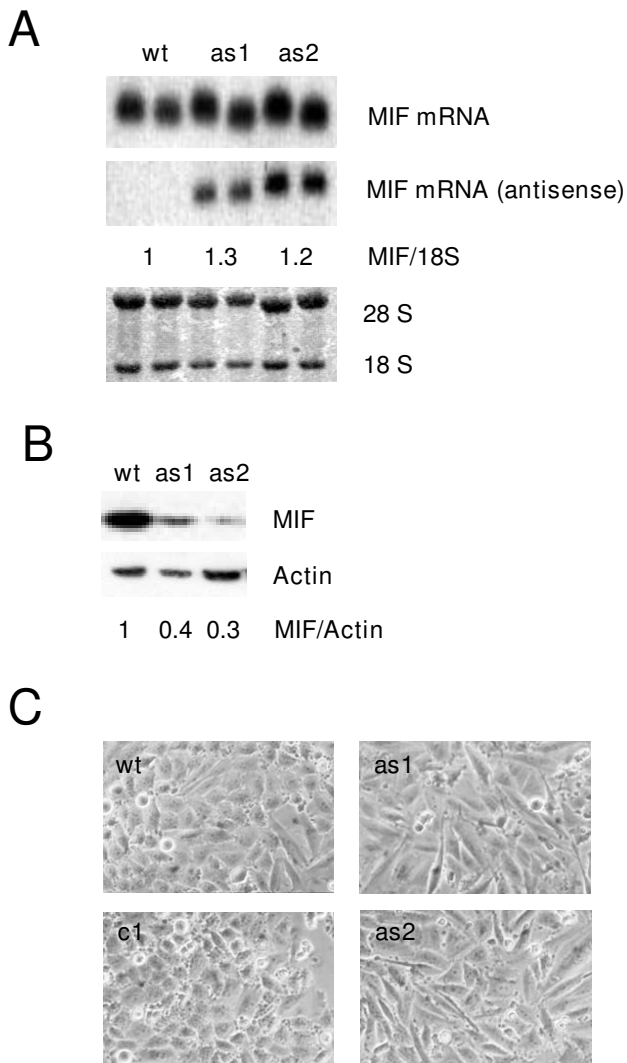 A
wt as1 as2
MIF mRNA
MIF mRNA (antisense)
1 1.3 1.2 MIF/18S
28 S
18 S
B
wt as1 as2
MIF
Actin
1 0.4 0.3 MIF/Actin
C
wt as1
c1 as2